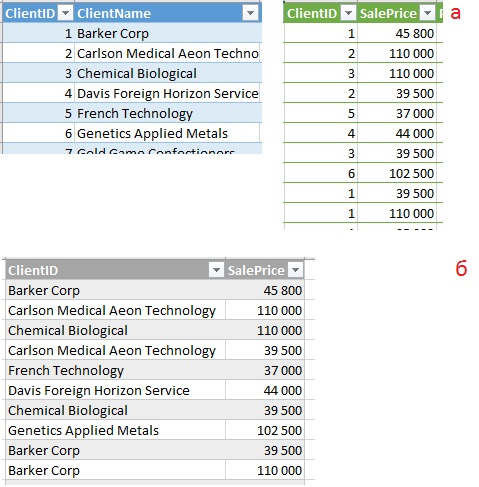 ClientID ClientName
1 Barker Corp
2 Carlson Medical Aeon Techno
3 Chemical Biological
4 Davis Foreign Horizon Service
5 French Technology
6 Genetics Applied Metals
7 Gold Game Confectioners
ClientID SalePrice а
1 45 800
2 110 000
3 110 000
2 39 500
5 37 000
4 44 000
3 39 500
6 102 500
1 39 500
1 110 000
б
ClientID SalePrice
Barker Corp 45 800
Carlson Medical Aeon Technology 110 000
Chemical Biological 110 000
Carlson Medical Aeon Technology 39 500
French Technology 37 000
Davis Foreign Horizon Service 44 000
Chemical Biological 39 500
Genetics Applied Metals 102 500
Barker Corp 39 500
Barker Corp 110 000